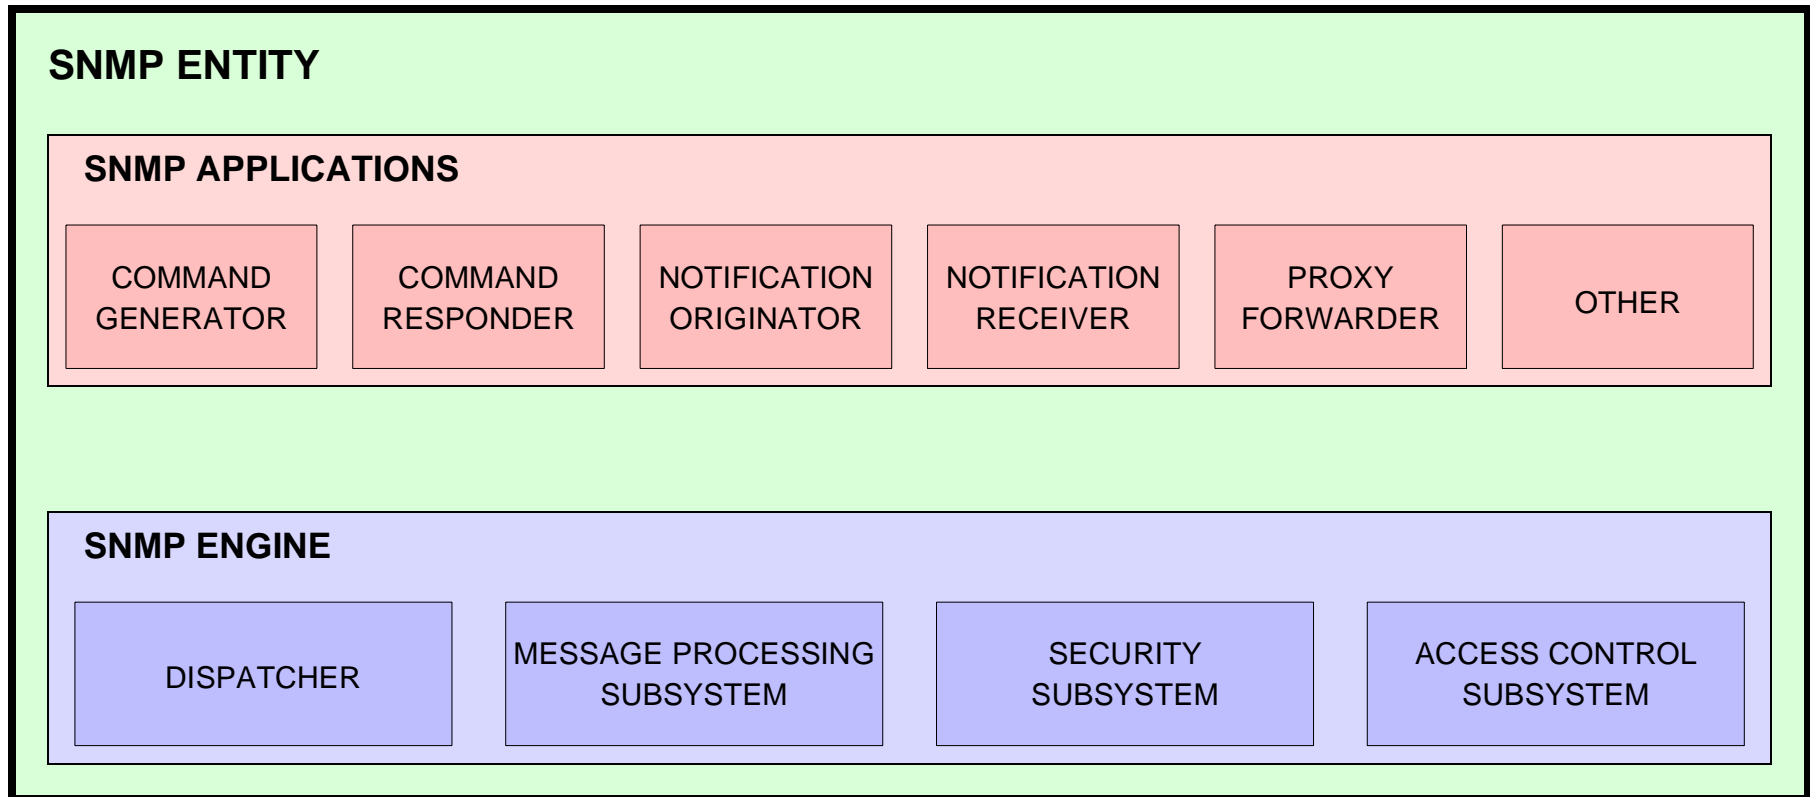 SNMP ENTITY
SNMP APPLICATIONS
COMMAND
GENERATOR
COMMAND
RESPONDER
NOTIFICATION
ORIGINATOR
NOTIFICATION
RECEIVER
PROXY
FORWARDER
OTHER
SNMP ENGINE
DISPATCHER
MESSAGE PROCESSING
SUBSYSTEM
SECURITY
SUBSYSTEM
ACCESS CONTROL
SUBSYSTEM